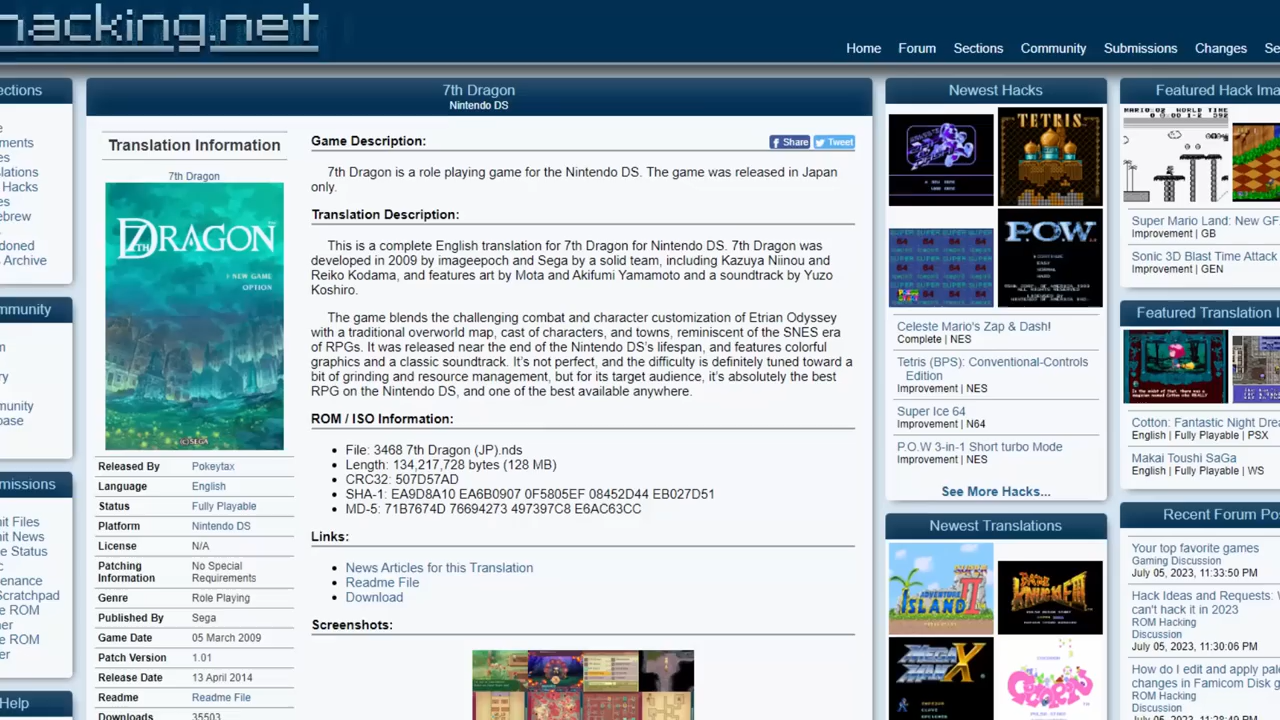 hacking.net
Home Forum Sections Community Submissions Changes Se
ections
ments
es
lations
Hacks
es
ebrew
doned
s Archive
mmunity
m
ry
munity
base
missions
it Files
it News
e Status
c
enance
Scratchpad
e ROM
er
e ROM
er
Help
7th Dragon
Nintendo DS
Translation Information
7th Dragon
7TH DRAGON
NEW GAME
OPTION
(C)SEGA
Released By Pokeytax
Language English
Status Fully Playable
Platform Nintendo DS
License N/A
Patching Information No Special Requirements
Genre Role Playing
Published By Sega
Game Date 05 March 2009
Patch Version 1.01
Release Date 13 April 2014
Readme Readme File
Downloads 35503
Game Description:
Share Tweet
7th Dragon is a role playing game for the Nintendo DS. The game was released in Japan
only.
Translation Description:
This is a complete English translation for 7th Dragon for Nintendo DS. 7th Dragon was
developed in 2009 by imageepoch and Sega by a solid team, including Kazuya Niinou and
Reiko Kodama, and features art by Mota and Akifumi Yamamoto and a soundtrack by Yuzo
Koshiro.
The game blends the challenging combat and character customization of Etrian Odyssey
with a traditional overworld map, cast of characters, and towns, reminiscent of the SNES era
of RPGs. It was released near the end of the Nintendo DS's lifespan, and features colorful
graphics and a classic soundtrack. It's not perfect, and the difficulty is definitely tuned toward a
bit of grinding and resource management, but for its target audience, it's absolutely the best
RPG on the Nintendo DS and one of the best available anywhere.
ROM / ISO Information:
File: 3468 7th Dragon (JP).nds
Length: 134,217,728 bytes (128 MB)
CRC32: 507D57AD
SHA-1: EA9D8A10 EA6B0907 0F5805EF 08452D44 EB027D51
MD-5: 71B7674D 76694273 497397C8 E6AC63CC
Links:
News Articles for this Translation
Readme File
Download
Screenshots:
Newest Hacks
TETRIS
P.O.W
Celeste Mario's Zap & Dash!
Complete | NES
Tetris (BPS): Conventional-Controls
Edition
Improvement | NES
Super Ice 64
Improvement | N64
P.O.W 3-in-1 Short turbo Mode
Improvement | NES
See More Hacks...
Newest Translations
ADVENTURE
ISLAND II
MEGA
X
Featured Hack Ima
MARIO×02 WORLD TIME
Super Mario Land: New GF
Improvement | GB
Sonic 3D Blast Time Attack
Improvement | GEN
Featured Translation I
Cotton: Fantastic Night Drea
English | Fully Playable | PSX
Makai Toushi SaGa
English | Fully Playable | WS
Recent Forum Pos
Your top favorite games
Gaming Discussion
July 05, 2023, 11:33:50 PM
Hack Ideas and Requests: W
can't hack it in 2023
ROM Hacking
Discussion
July 05, 2023, 11:30:06 PM
How do I edit and apply pale
changes in Famicom Disk g
ROM Hacking
Discussion